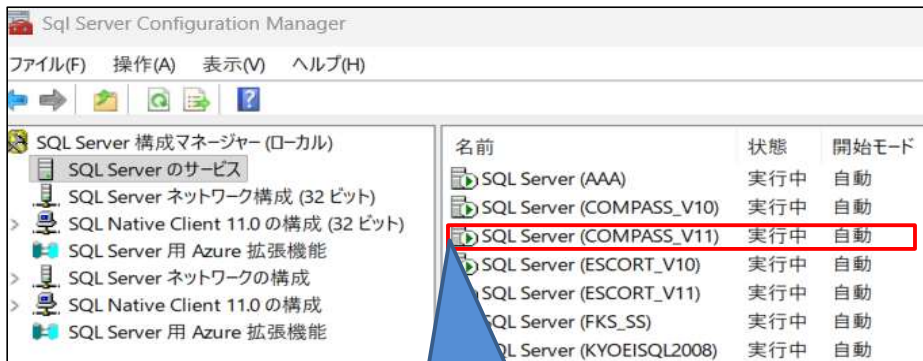 Sql Server Configuration Manager
ファイル(F) 操作(A) 表示(V) ヘルプ(H)
SQL Server 構成マネージャー (ローカル)
SQL Server のサービス
SQL Server ネットワーク構成 (32 ビット)
SQL Native Client 11.0 の構成 (32 ビット)
SQL Server 用 Azure 拡張機能
SQL Server ネットワークの構成
SQL Native Client 11.0 の構成
SQL Server 用 Azure 拡張機能
名前 状態 開始モード
SQL Server (AAA) 実行中 自動
SQL Server (COMPASS_V10) 実行中 自動
SQL Server (COMPASS_V11) 実行中 自動
SQL Server (ESCORT_V10) 実行中 自動
SQL Server (ESCORT_V11) 実行中 自動
SQL Server (FKS_SS) 実行中 自動
SQL Server (KYOEISQL2008) 実行中 自動